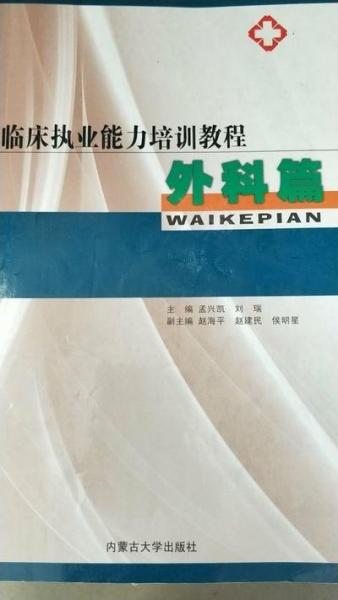 临床执业能力培训教程
外科篇
WAIKEPIAN
主编 孟兴凯 刘瑞
副主编 赵海平 赵建民 侯明星
内蒙古大学出版社